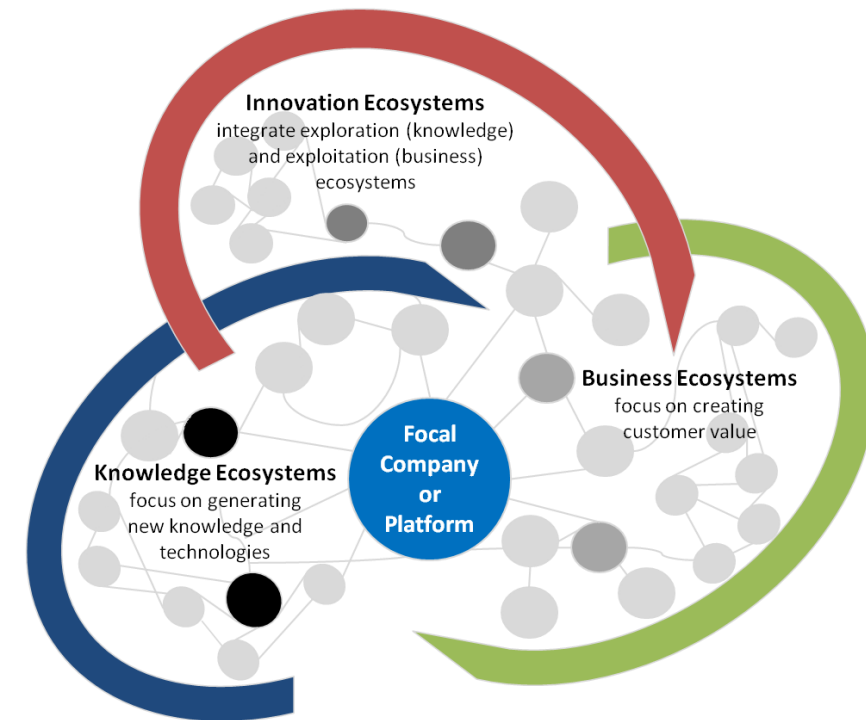 Innovation Ecosystems
integrate exploration (knowledge)
and exploitation (business)
ecosystems
Business Ecosystems
focus on creating
customer value
Focal
Company
or
Platform
Knowledge Ecosystems
focus on generating
new knowledge and
technologies